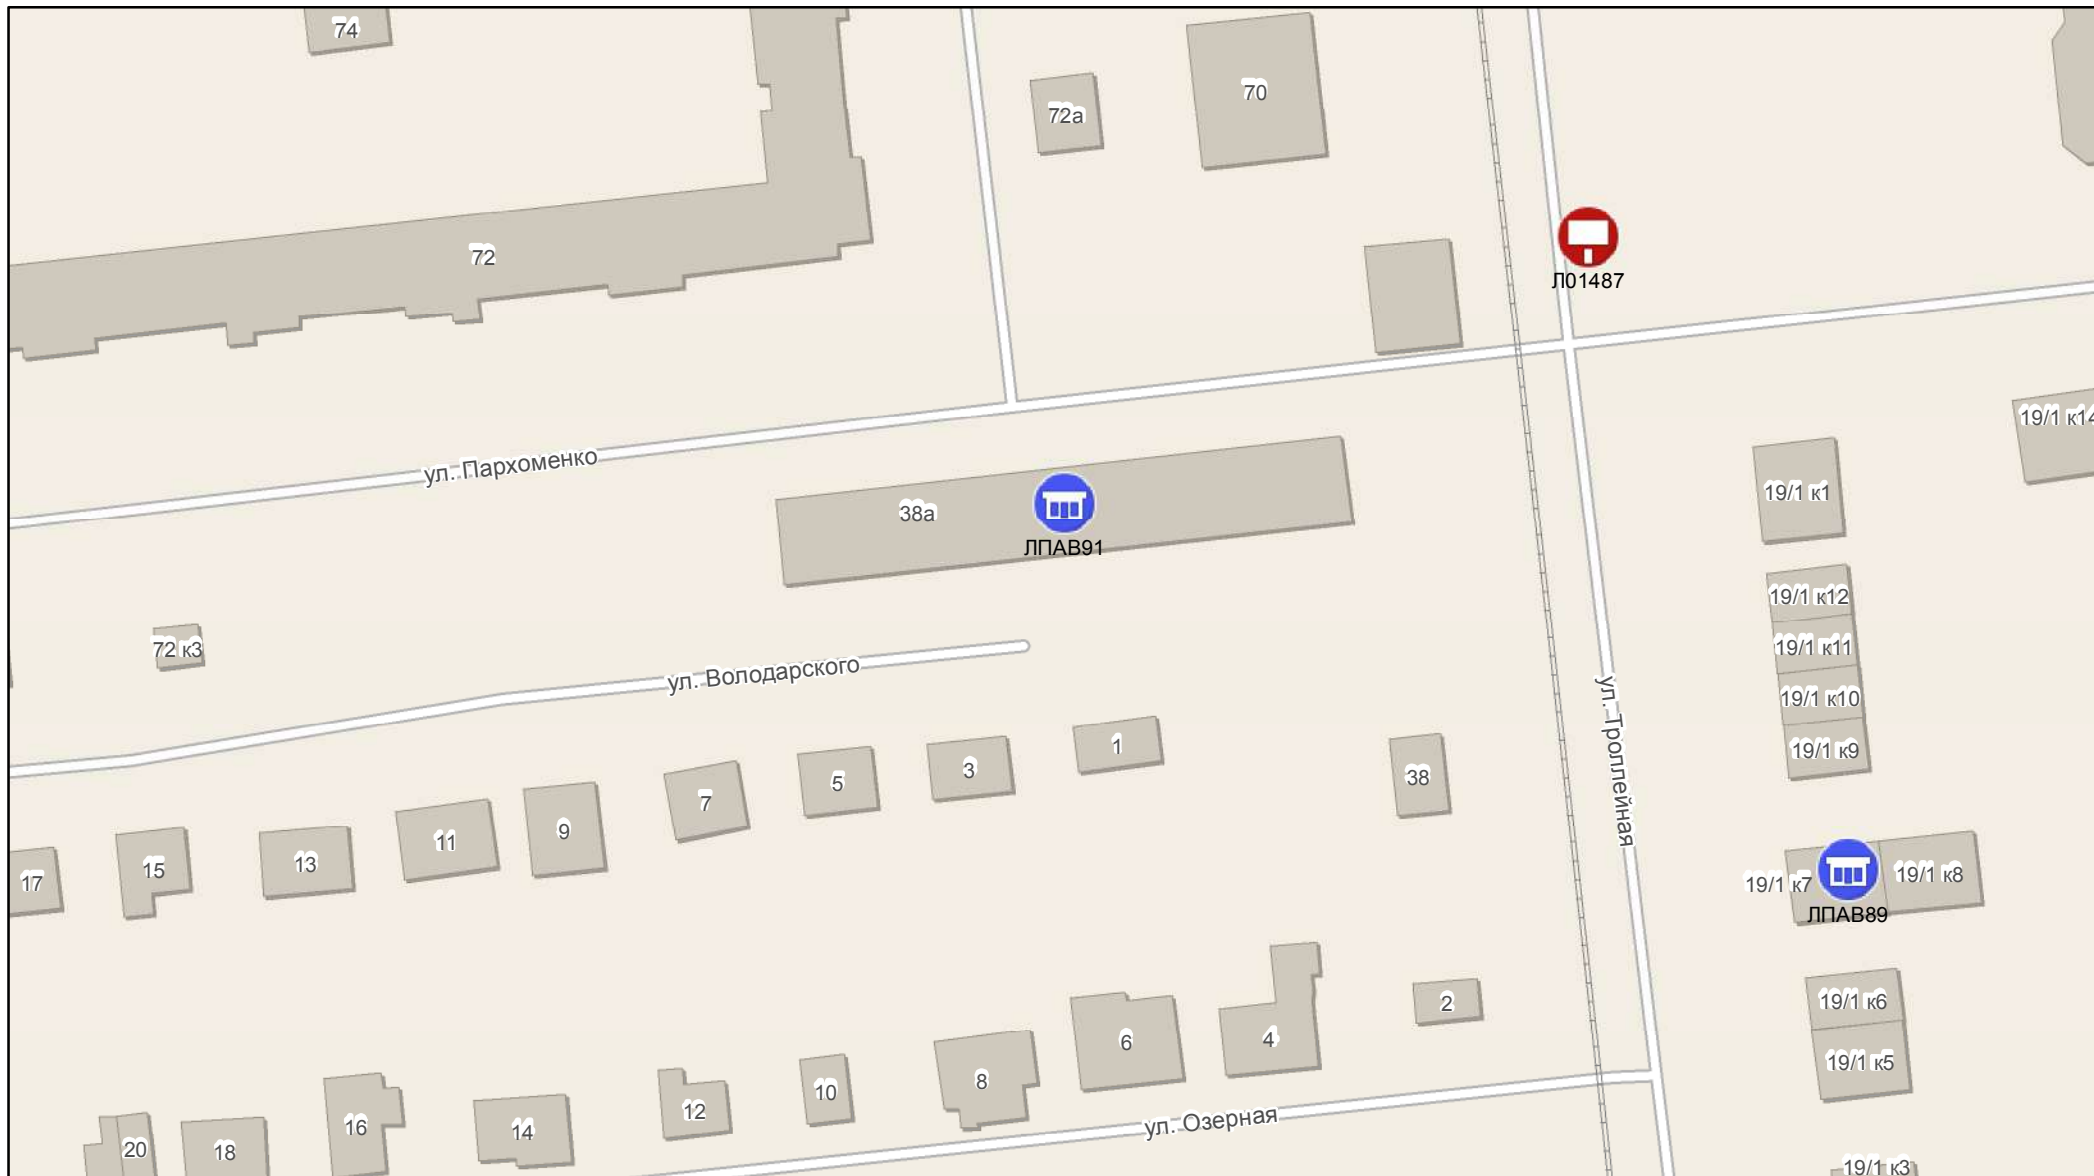 74
70
72а
72
Л01487
19/1 к14
ул. Пархоменко
19/1 к1
38а
ЛПАВ91
19/1 к12
19/1 к11
72 к3
ул. Володарского
19/1 к10
ул. Троллейная
1
19/1 к9
3
38
5
7
9
11
13
15
17
19/1 к7
19/1 к8
ЛПАВ89
19/1 к6
2
4
6
19/1 к5
8
10
12
ул. Озерная
16
14
20
18
19/1 к3